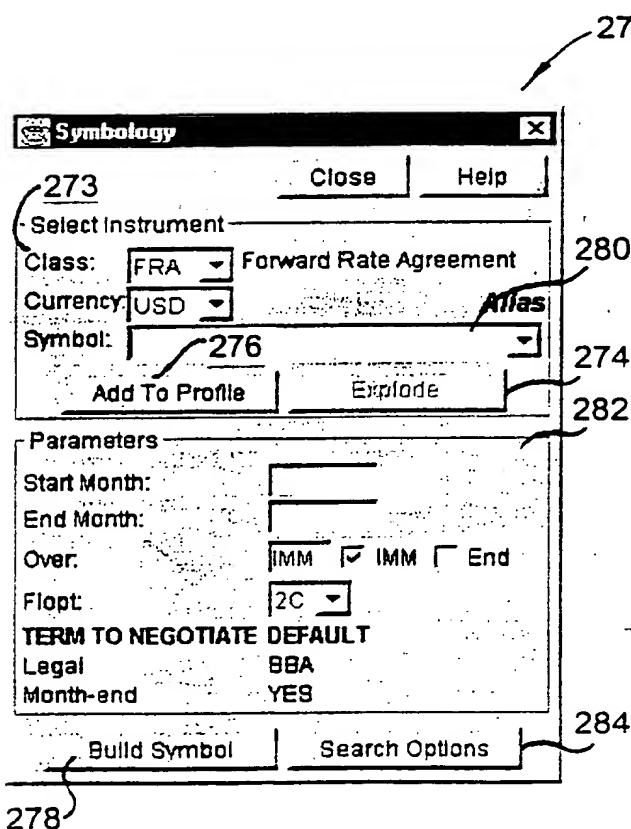 27
Symbology
Close Help
273
Select Instrument
280
Class: FRA Forward Rate Agreement
Currency: USD Alias
Symbol:
276
274
Add To Profile Explode
282
Parameters
Start Month:
End Month:
Over: IMM IMM End
Flopt: 2C
TERM TO NEGOTIATE DEFAULT
Legal BBA
Month-end YES
284
Build Symbol Search Options
278